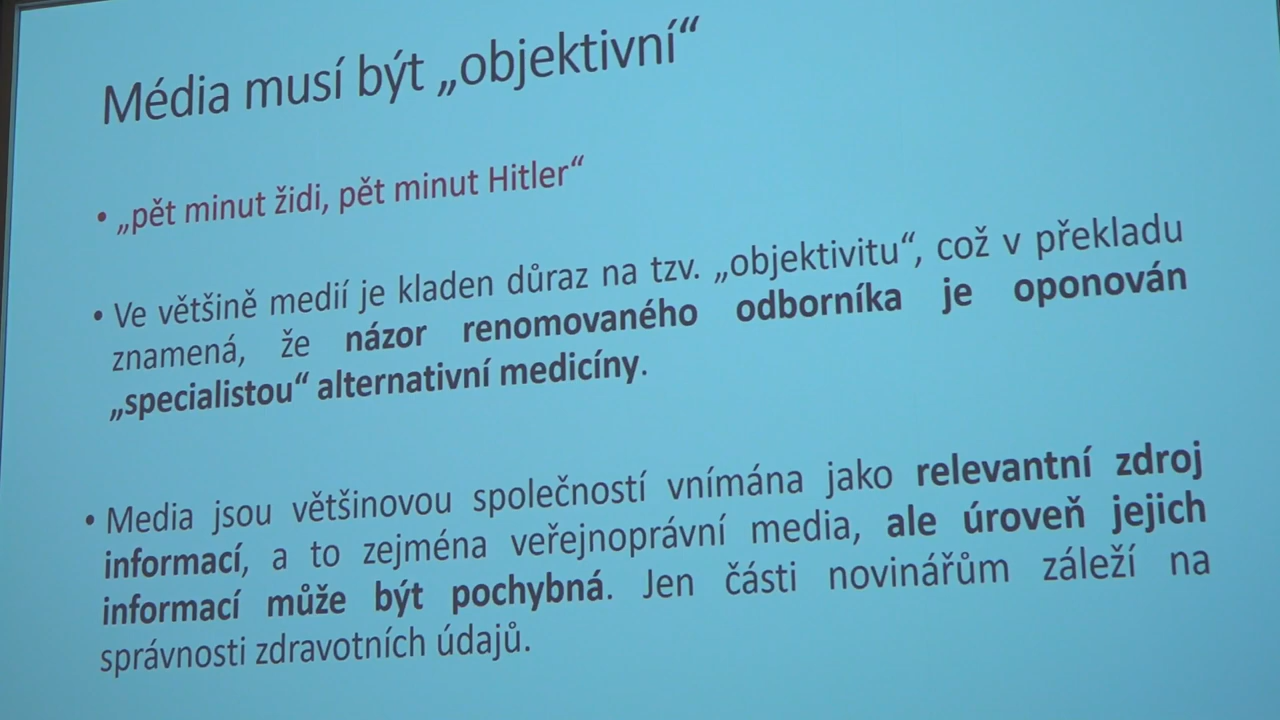 Média musí být „objektivní“
• „pět minut židi, pět minut Hitler“
• Ve většině medií je kladen důraz na tzv. „objektivitu“, což v překladu
znamená, že názor renomovaného odborníka je oponován
„specialistou“ alternativní medicíny.
• Media jsou většinovou společností vnímána jako relevantní zdroj
informací, a to zejména veřejnoprávní media, ale úroveň jejich
informací může být pochybná. Jen části novinářům záleží na
správnosti zdravotních údajů.